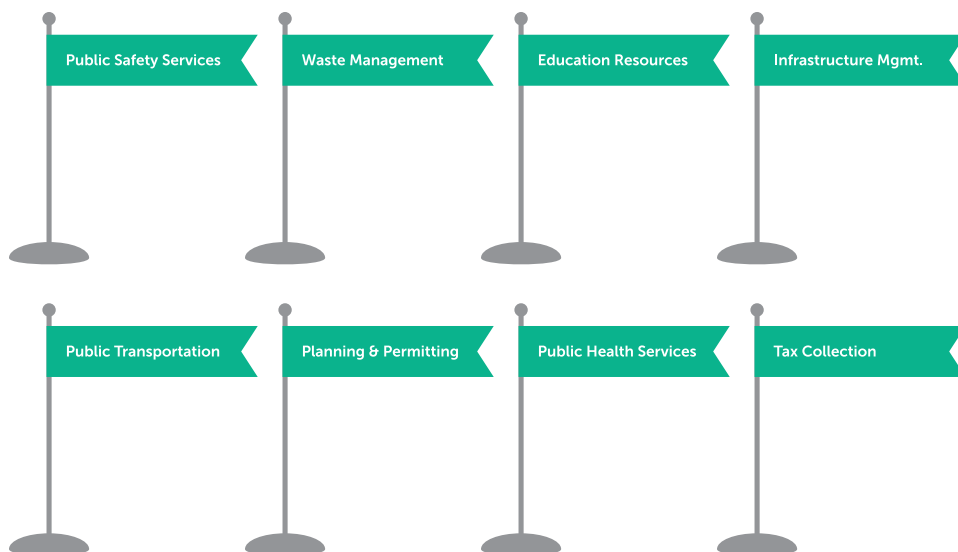 Public Safety Services
Waste Management
Education Resources
Infrastructure Mgmt.
Public Transportation
Planning & Permitting
Public Health Services
Tax Collection